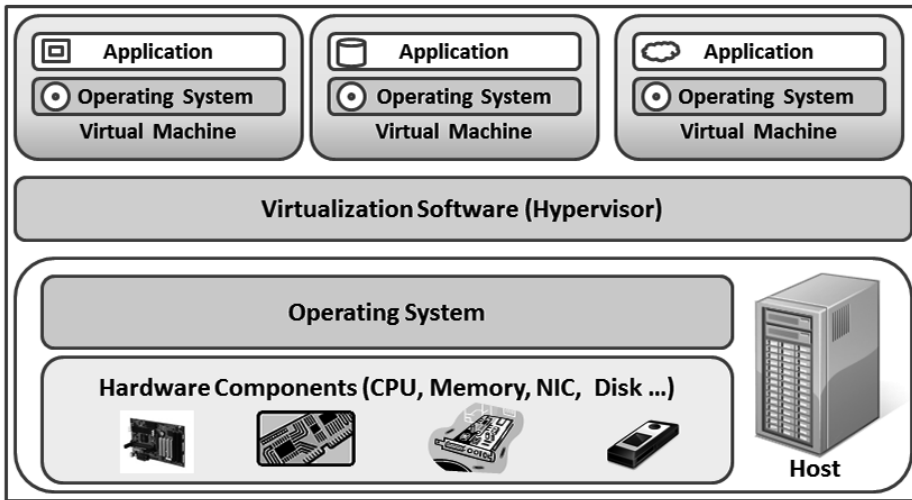 Application
Operating System
Virtual Machine
Application
Operating System
Virtual Machine
Application
Operating System
Virtual Machine
Virtualization Software (Hypervisor)
Operating System
Hardware Components (CPU, Memory, NIC, Disk ...)
Host